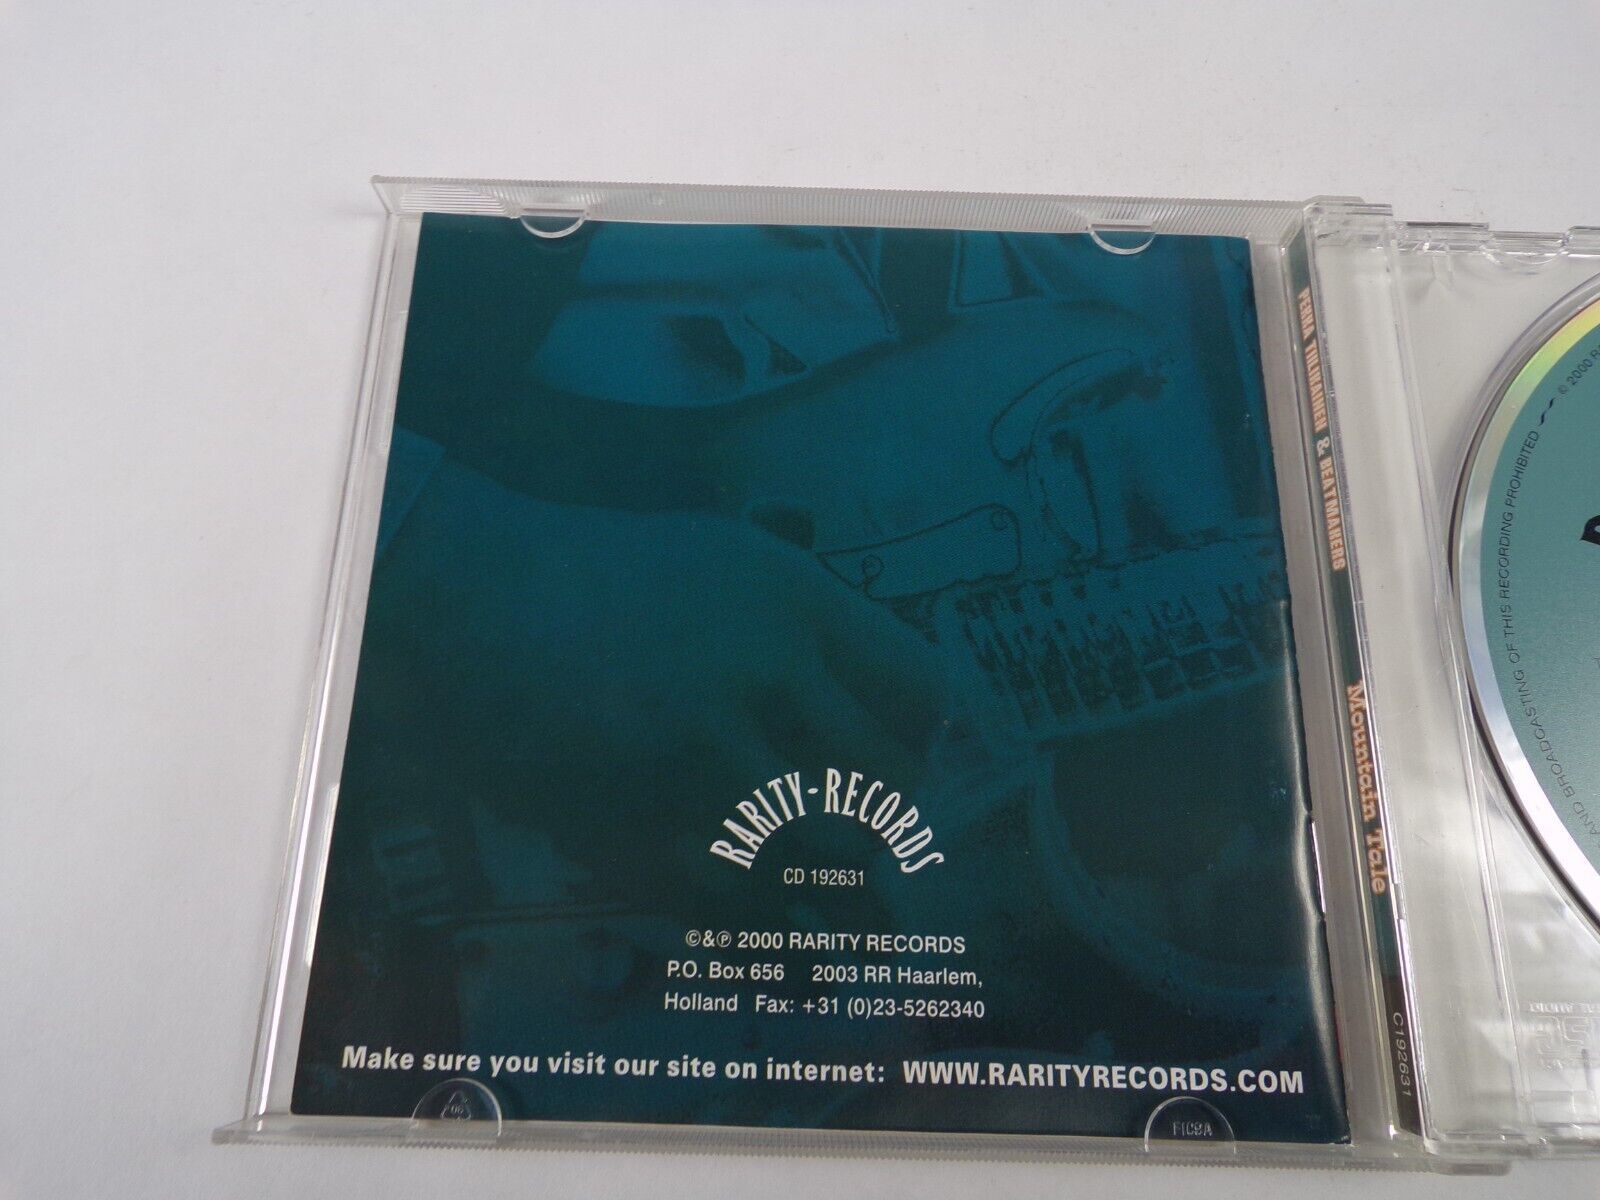 RARITY-RECORDS
CD 192631
©&℗ 2000 RARITY RECORDS
P.O. Box 656 2003 RR Haarlem,
Holland Fax: +31 (0)23-5262340
Make sure you visit our site on internet: WWW.RARITYRECORDS.COM
PEKKA TIILIKAINEN & BEATMAKERS
Mountain Tale
C192631
© 2000 RA
AND BROADCASTING OF THIS RECORDING PROHIBITED